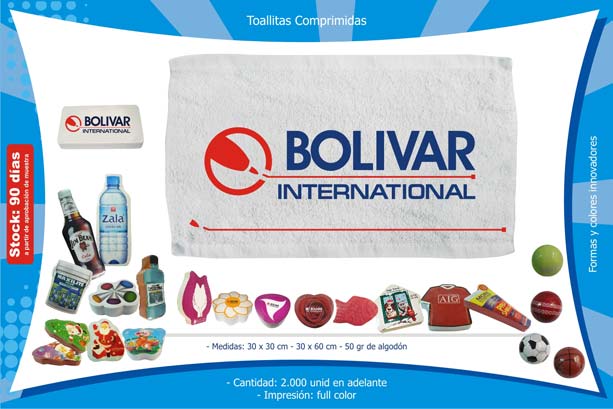 Toallitas Comprimidas
BOLIVAR
INTERNATIONAL
BOLIVAR
INTERNATIONAL
Stock: 90 días
a partir de aprobación de muestra
Formas y colores innovadores
Zala
JIM BEAM
AIG
- Medidas: 30 x 30 cm - 30 x 60 cm - 50 gr de algodón
- Cantidad: 2.000 unid en adelante
- Impresión: full color